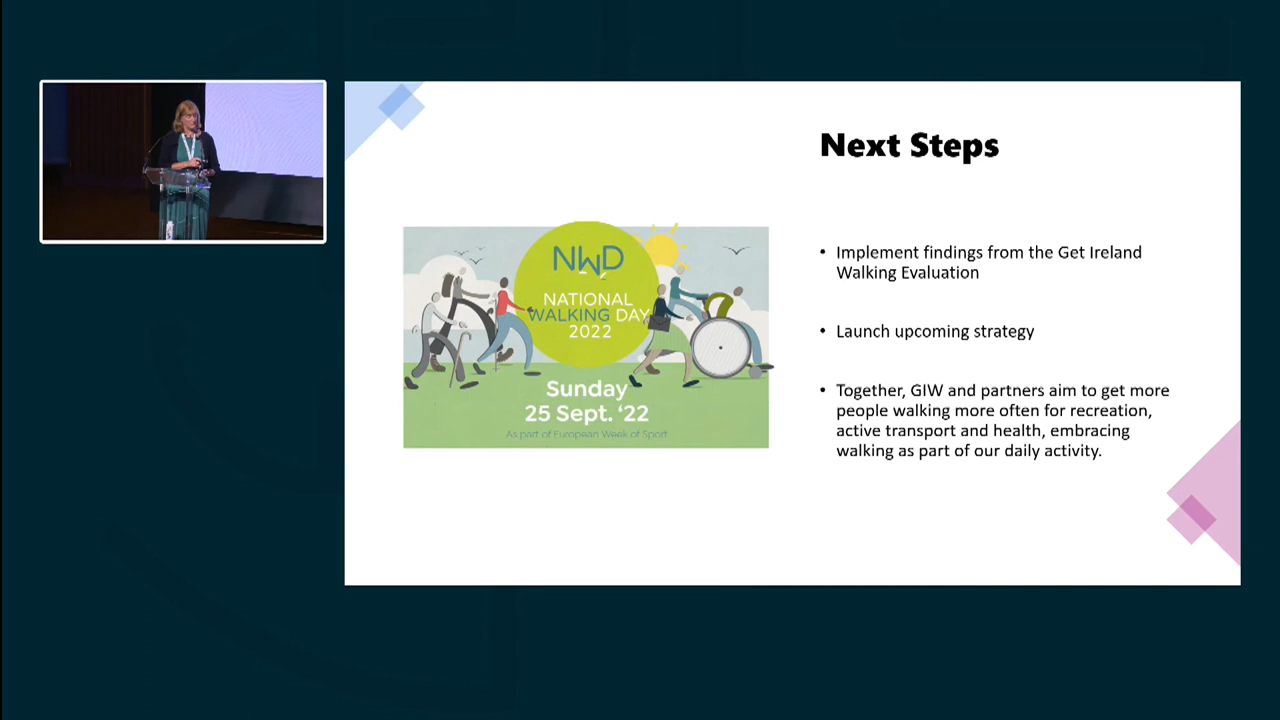 Next Steps
NWD
NATIONAL
WALKING DAY
2022
Sunday
25 Sept. ‘22
As part of European Week of Sport
• Implement findings from the Get Ireland
Walking Evaluation
• Launch upcoming strategy
• Together, GIW and partners aim to get more
people walking more often for recreation,
active transport and health, embracing
walking as part of our daily activity.